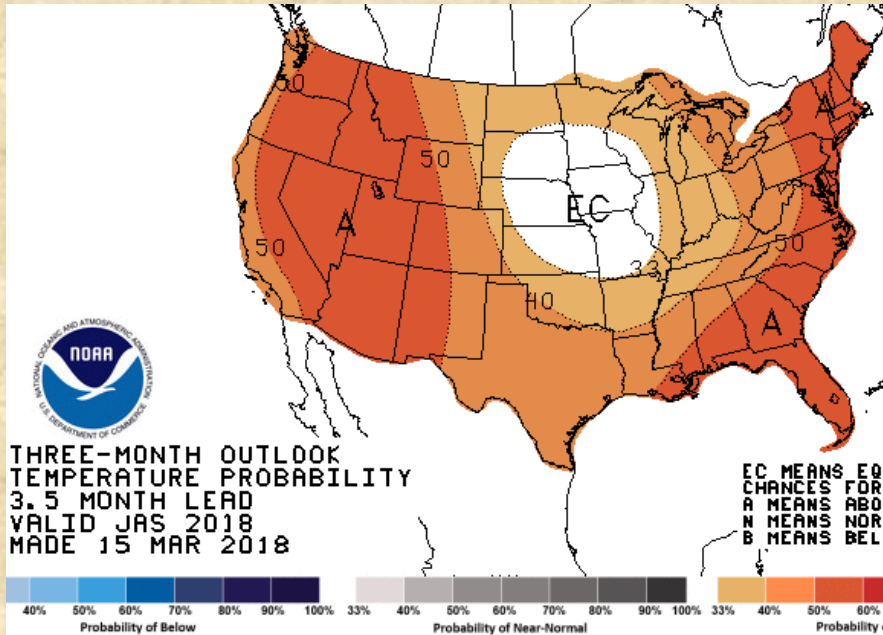 50
A
50
A
EC
50
33
50
40
A
NATIONAL OCEANIC AND ATMOSPHERIC ADMINISTRATION
NOAA
U.S. DEPARTMENT OF COMMERCE
THREE-MONTH OUTLOOK
TEMPERATURE PROBABILITY
3.5 MONTH LEAD
VALID JAS 2018
MADE 15 MAR 2018
EC MEANS EQ
CHANCES FOR
A MEANS ABO
N MEANS NOR
B MEANS BEL
40% 50% 60% 70% 80% 90% 100% 33% 40% 50% 60% 70% 80% 90% 100% 33% 40% 50% 60%
Probability of Below Probability of Near-Normal Probability